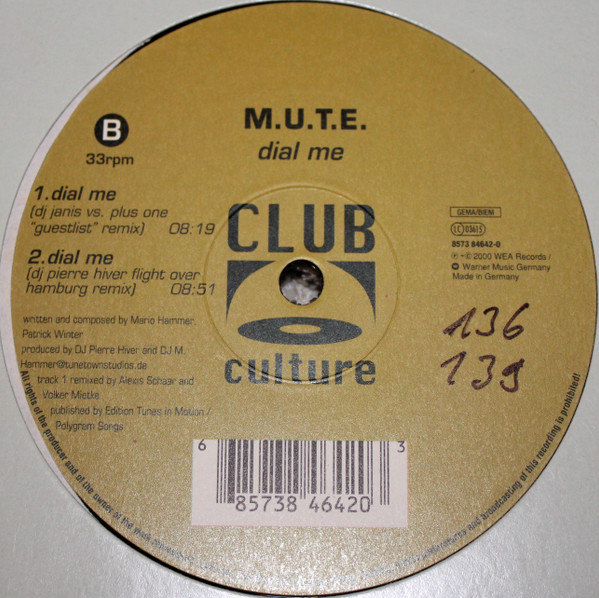 M.U.T.E.
dial me
B
33rpm
1.dial me
(dj janis vs. plus one
"guestlist" remix) 08:19
2.dial me
(dj pierre hiver flight over
hamburg remix) 08:51
written and composed by Mario Hammer,
Patrick Winter
produced by DJ Pierre Hiver and DJ M.
Hammer@tunetownstudios.de
track 1 remixed by Alexis Schaar and
Volker Mietke
published by Edition Tunes in Motion /
Polygram Songs
CLUB
culture
GEMA/BIEM
LC 03615
8573 84642-0
℗+© 2000 WEA Records /
Warner Music Germany
Made in Germany
136
139
6 85738 46420 3
All rights of the producer and of the owner of the work
and broadcasting of this recording is prohibited!